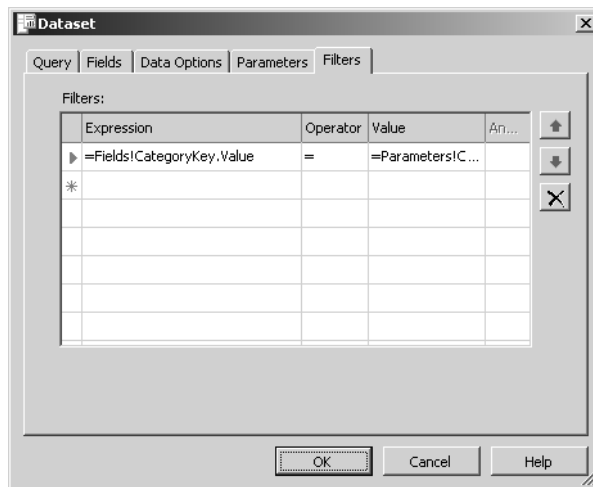 Dataset
Query Fields Data Options Parameters Filters
Filters:
Expression Operator Value An...
=Fields!CategoryKey.Value = =Parameters!C...
OK Cancel Help